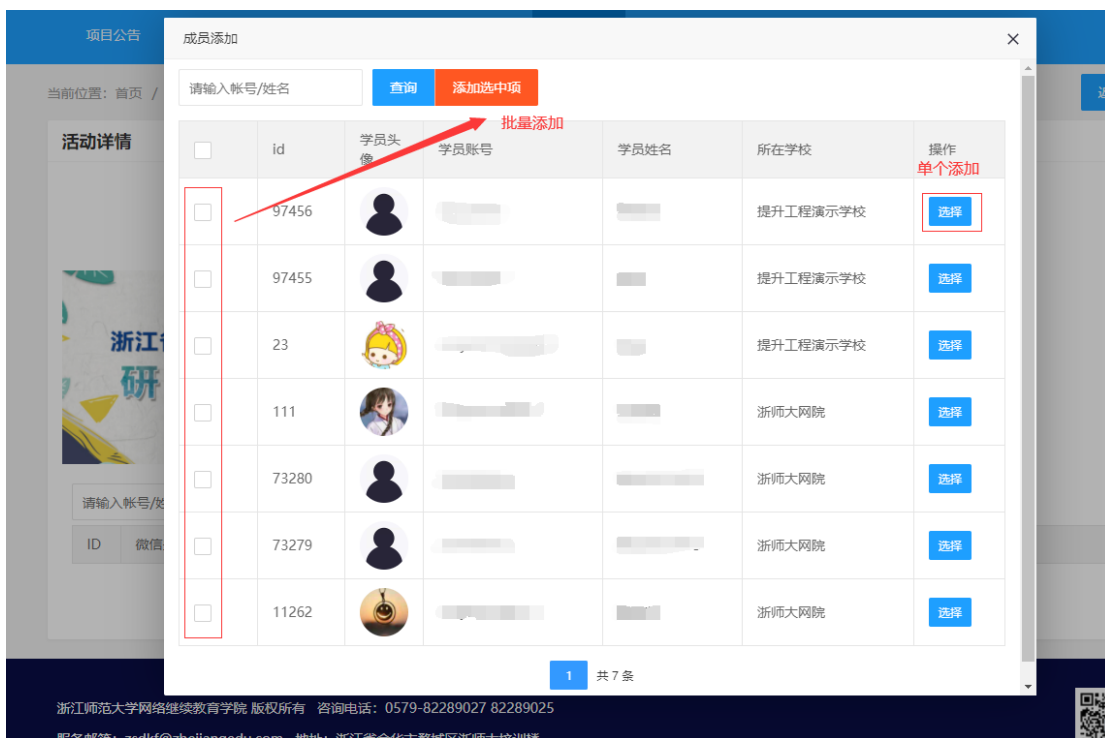 项目公告
成员添加
当前位置：首页 /
请输入帐号/姓名
查询
添加选中项
批量添加
活动详情
id
学员头像
学员账号
学员姓名
所在学校
操作
单个添加
97456
提升工程演示学校
选择
97455
提升工程演示学校
选择
23
提升工程演示学校
选择
浙江省
研
111
浙师大网院
选择
73280
浙师大网院
选择
请输入帐号/姓
ID
微信
73279
浙师大网院
选择
11262
浙师大网院
选择
1
共 7 条
浙江师范大学网络继续教育学院 版权所有 咨询电话：0579-82289027 82289025